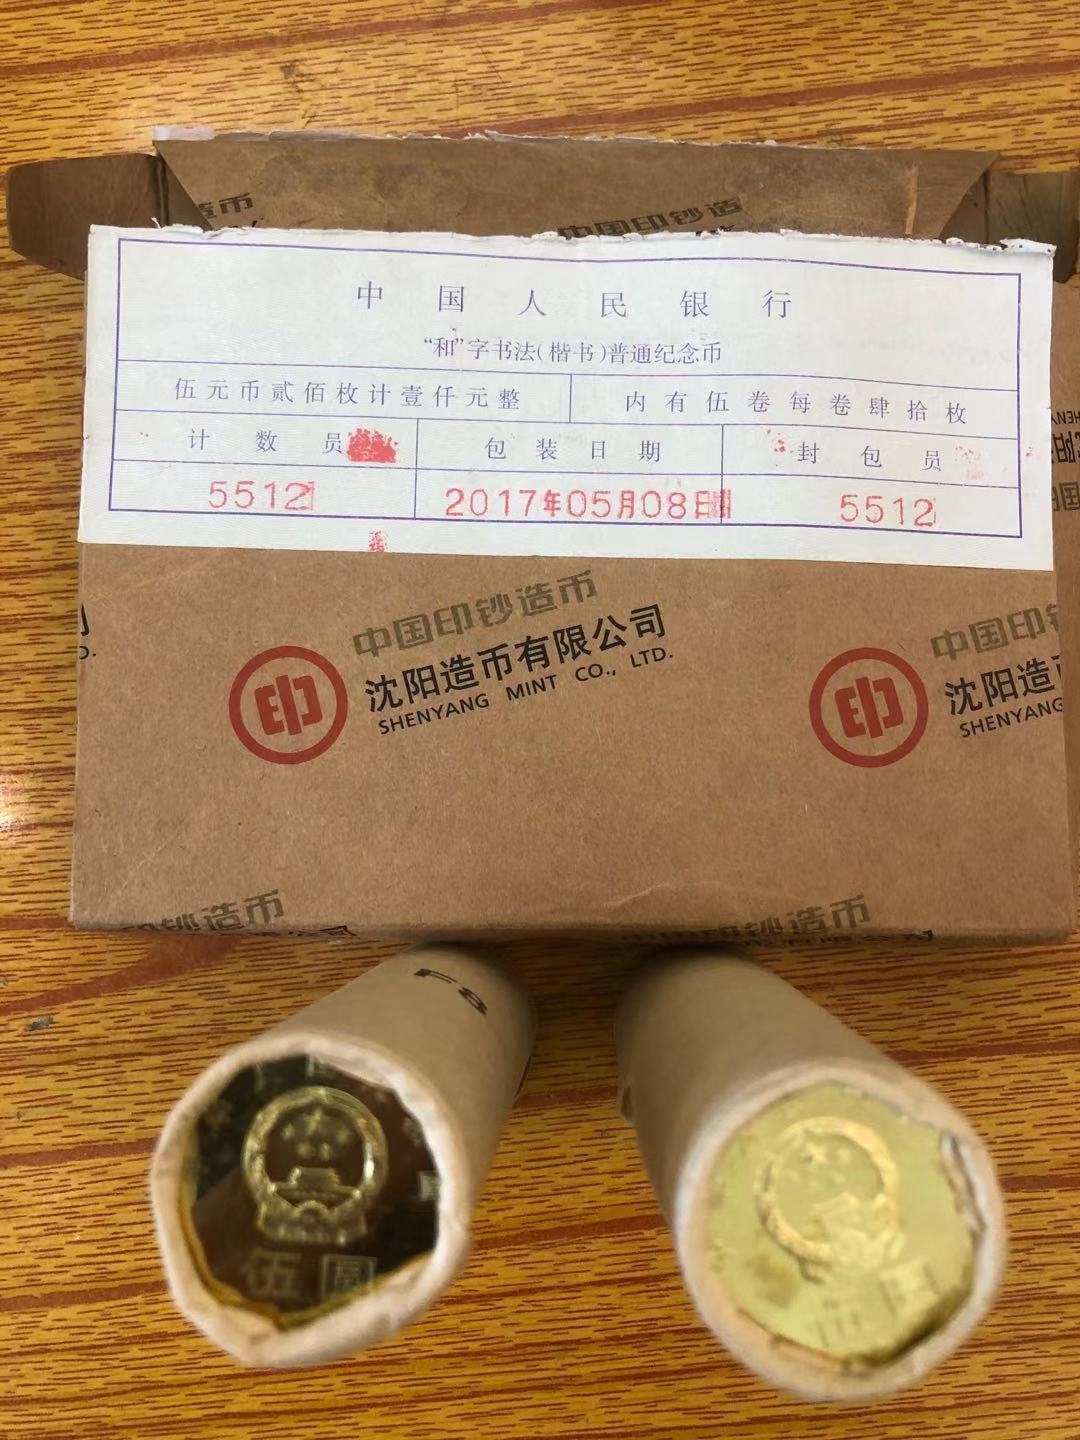 造币
中国印钞造
中国人民银行
“和”字书法(楷书)普通纪念币
伍元币贰佰枚计壹仟元整
内有伍卷每卷肆拾枚
计数员
包装日期
封包员
5512
2017年05月08日
5512
中国印钞造币
沈阳造币有限公司
SHENYANG MINT CO., LTD.
中国印
沈阳造
SHENYANG
印钞造币
限公司
中国印钞造币
F8
伍圆